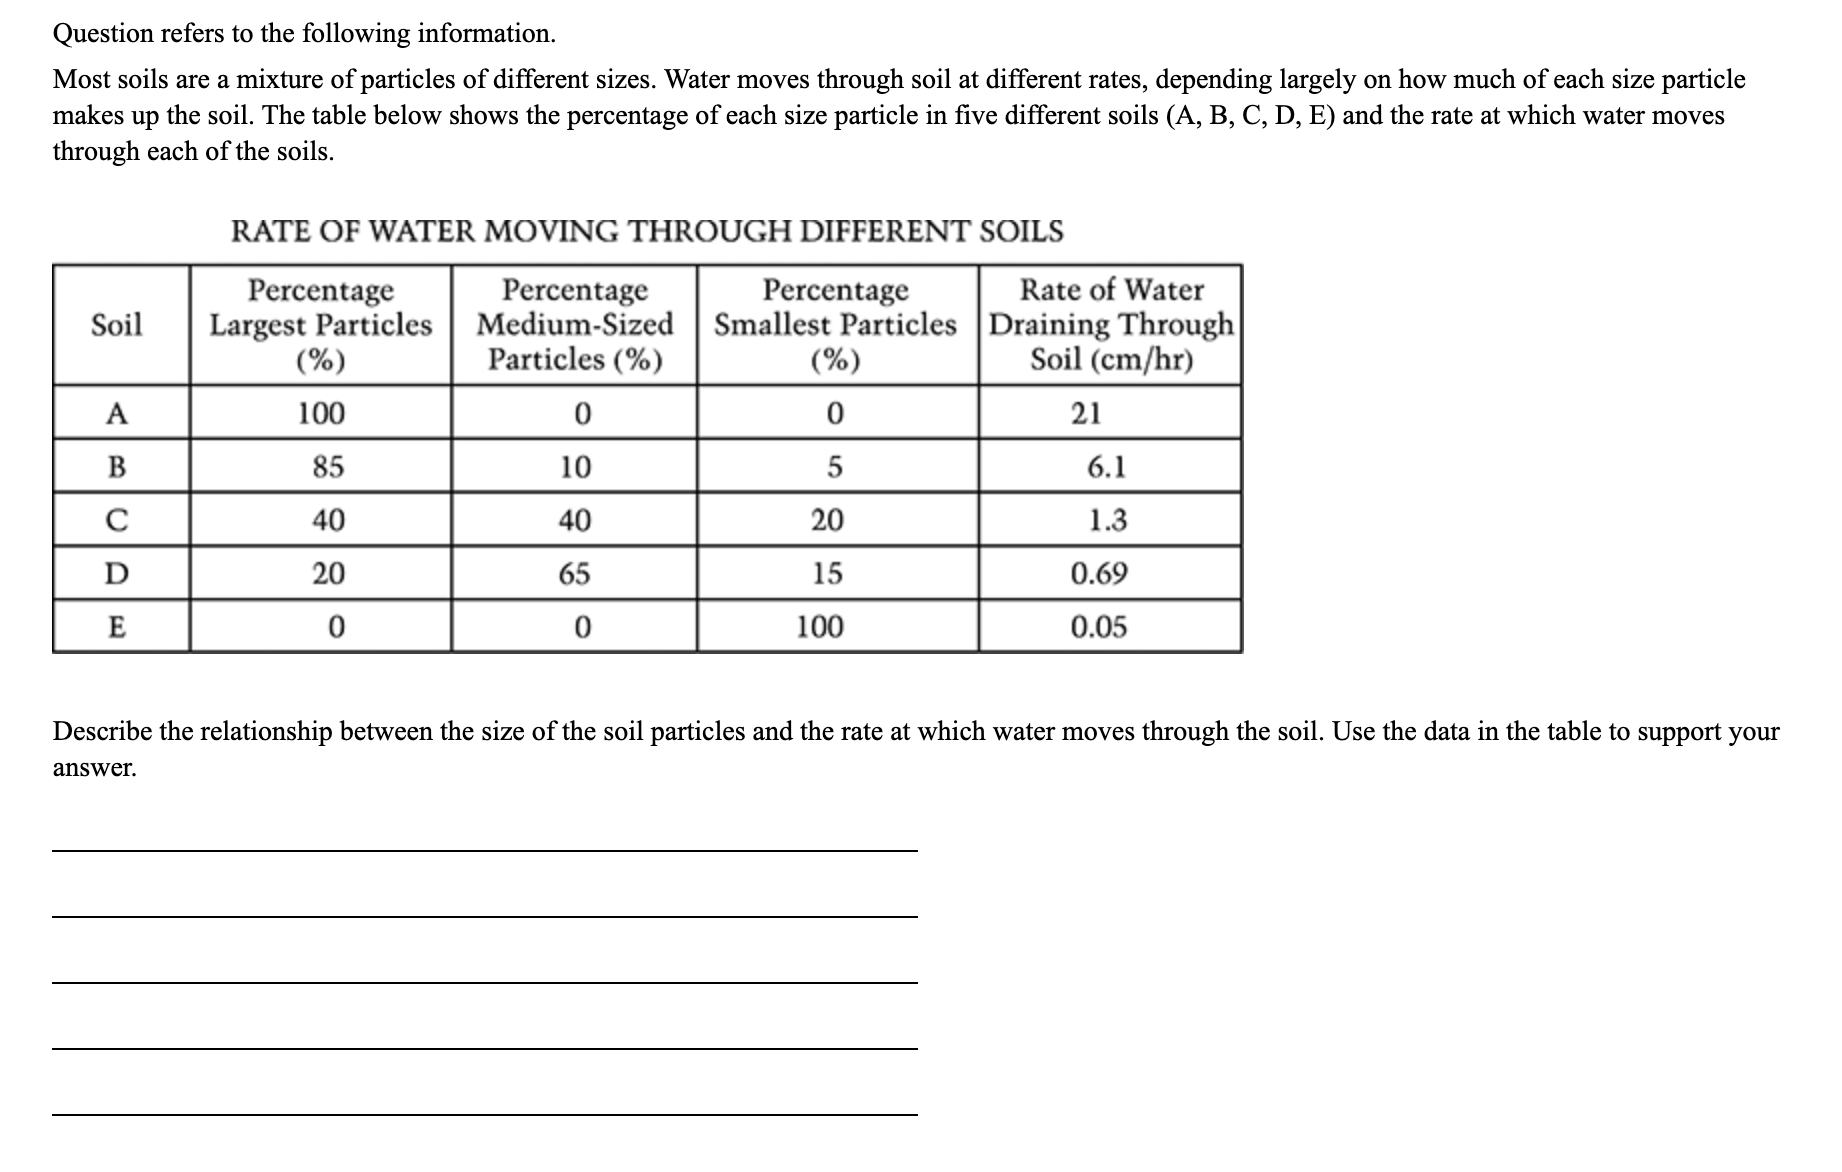 Question refers to the following information.
Most soils are a mixture of particles of different sizes. Water moves through soil at different rates, depending largely on how much of each size particle
makes up the soil. The table below shows the percentage of each size particle in five different soils (A, B, C, D, E) and the rate at which water moves
through each of the soils.
RATE OF WATER MOVING THROUGH DIFFERENT SOILS
Soil | Percentage Largest Particles (%) | Percentage Medium-Sized Particles (%) | Percentage Smallest Particles (%) | Rate of Water Draining Through Soil (cm/hr)
A | 100 | 0 | 0 | 21
B | 85 | 10 | 5 | 6.1
C | 40 | 40 | 20 | 1.3
D | 20 | 65 | 15 | 0.69
E | 0 | 0 | 100 | 0.05
Describe the relationship between the size of the soil particles and the rate at which water moves through the soil. Use the data in the table to support your
answer.